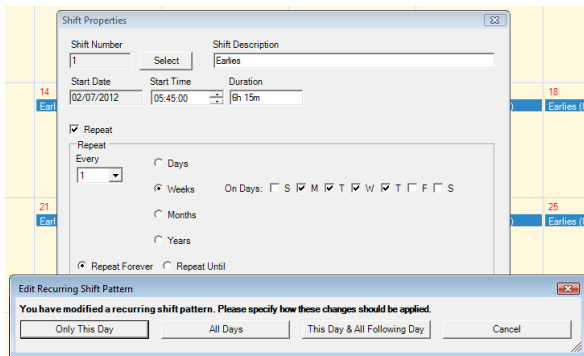 Shift Properties
Shift Number Shift Description
1 Select Earlies
Start Date Start Time Duration
02/07/2012 05:45:00 6h 15m
14 18
Earl Earlies (
Repeat
Repeat
Every
1
Days
Weeks On Days: S M T W T F S
Months
Years
21 25
Earl Earlies (
Repeat Forever Repeat Until
Edit Recurring Shift Pattern
You have modified a recurring shift pattern. Please specify how these changes should be applied.
Only This Day All Days This Day & All Following Day Cancel